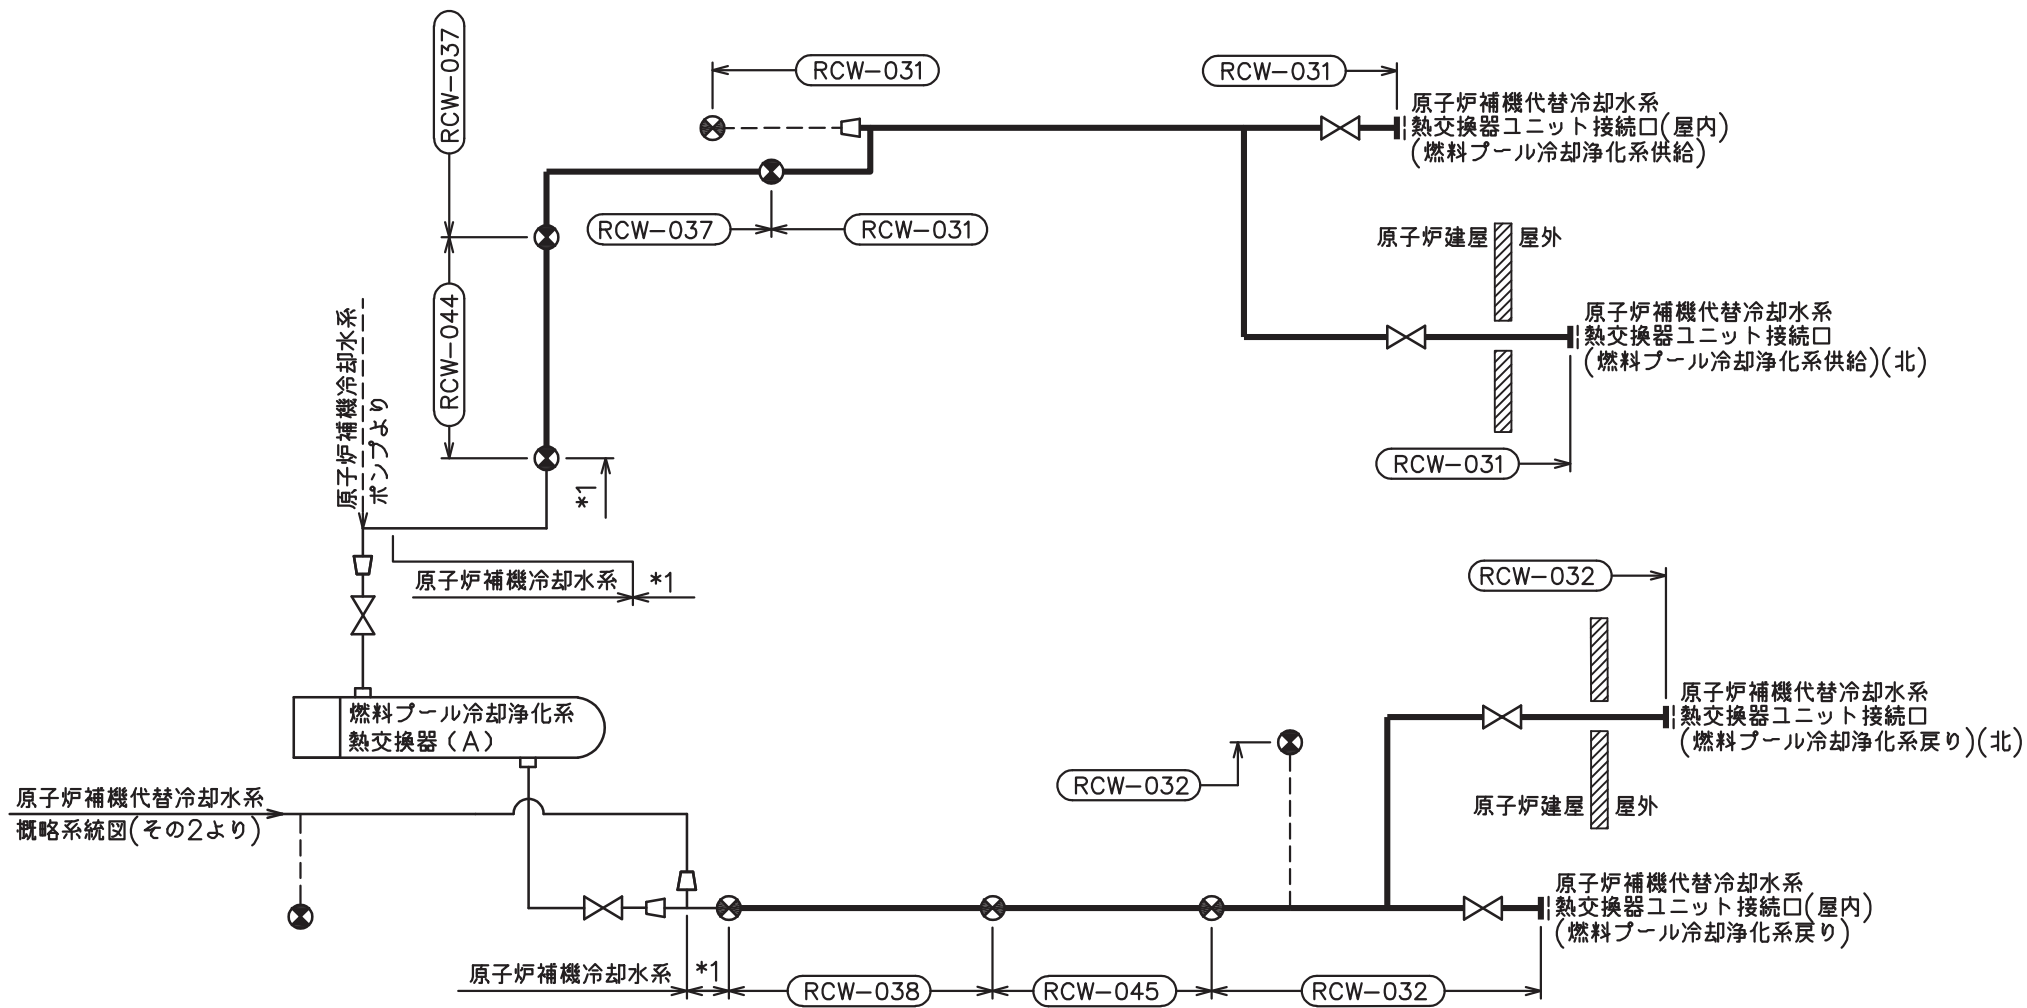 RCW-037
RCW-031
RCW-031
原子炉補機代替冷却水系
熱交換器ユニット接続口(屋内)
(燃料プール冷却浄化系供給)
RCW-037
RCW-031
原子炉建屋
屋外
RCW-044
原子炉補機冷却水系
ポンプより
原子炉補機代替冷却水系
熱交換器ユニット接続口
(燃料プール冷却浄化系供給)(北)
RCW-031
*1
原子炉補機冷却水系
*1
RCW-032
燃料プール冷却浄化系
熱交換器(A)
原子炉補機代替冷却水系
熱交換器ユニット接続口
(燃料プール冷却浄化系戻り)(北)
RCW-032
原子炉建屋
屋外
原子炉補機代替冷却水系
概略系統図(その2より)
原子炉補機代替冷却水系
熱交換器ユニット接続口(屋内)
(燃料プール冷却浄化系戻り)
原子炉補機冷却水系
*1
RCW-038
RCW-045
RCW-032